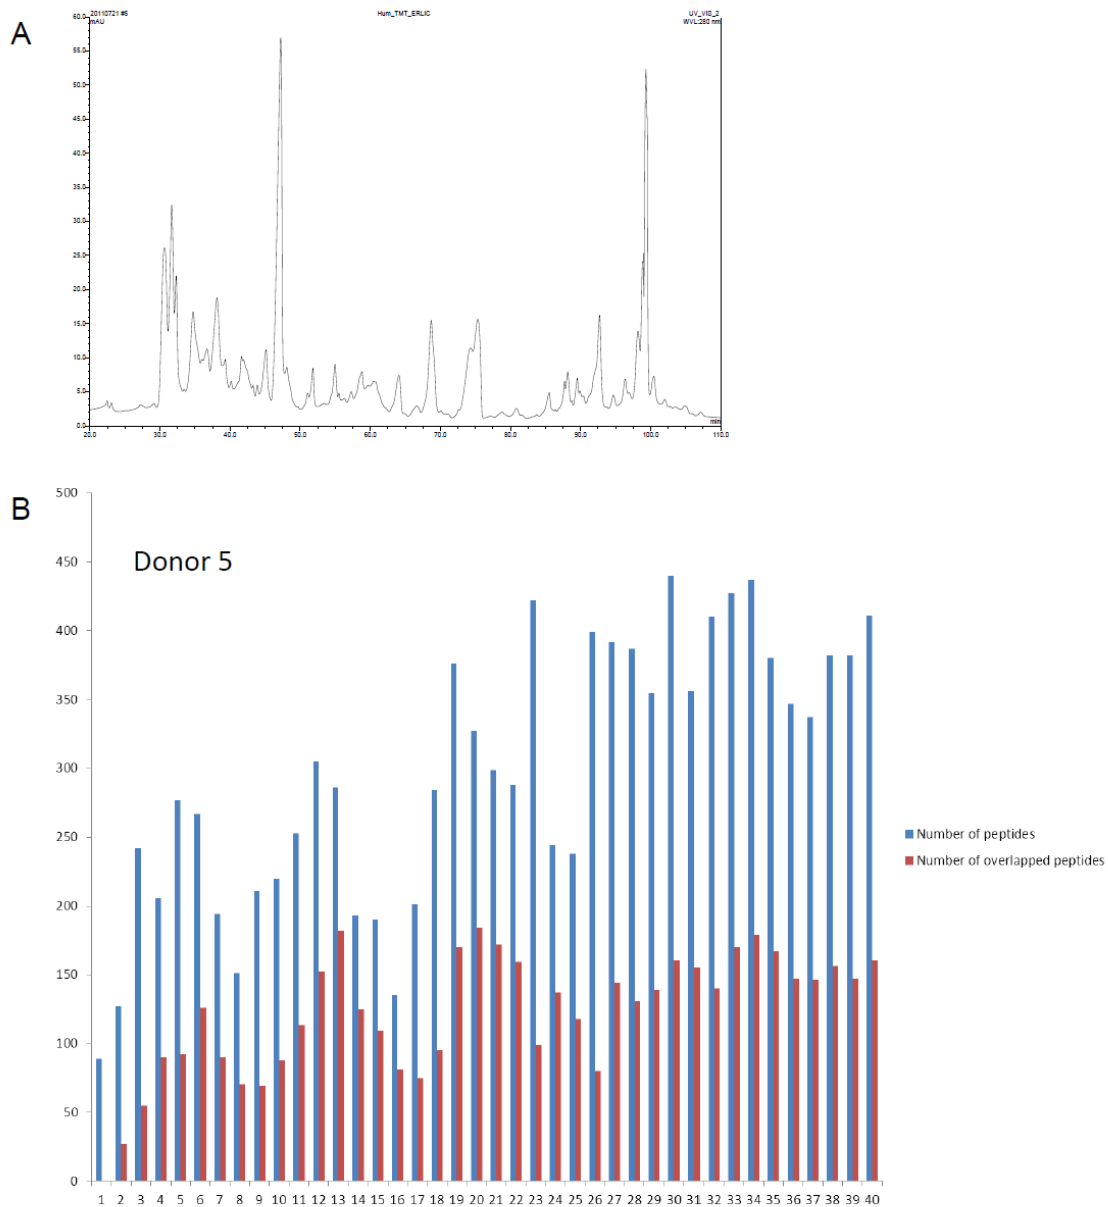 A
20110721 #5 Hum_TMT_ERLIC UV_VIS_2
mAU WVL:280 nm
60.0
55.0
50.0
45.0
40.0
35.0
30.0
25.0
20.0
15.0
10.0
5.0
0.0
min
20.0 30.0 40.0 50.0 60.0 70.0 80.0 90.0 100.0 110.0
B
Donor 5
500
450
400
350
300
250
200
150
100
50
0
Number of peptides
Number of overlapped peptides
1 2 3 4 5 6 7 8 9 10 11 12 13 14 15 16 17 18 19 20 21 22 23 24 25 26 27 28 29 30 31 32 33 34 35 36 37 38 39 40